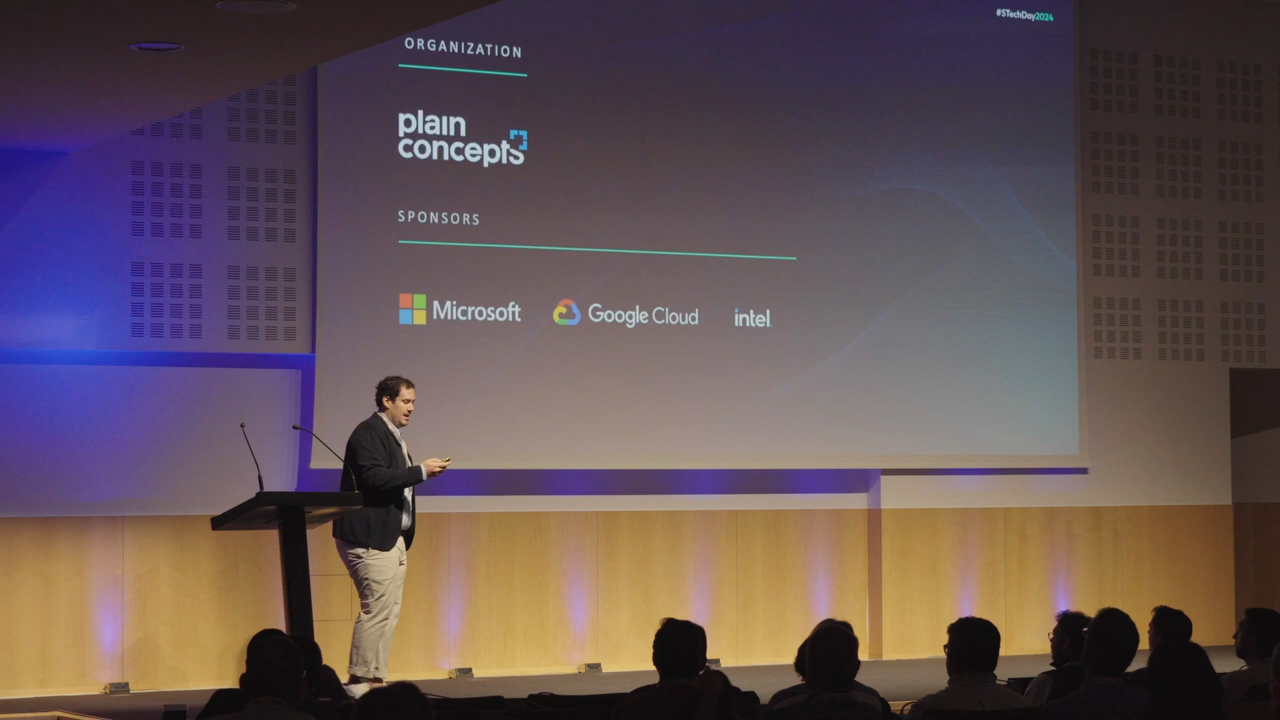 #STechDay2024
ORGANIZATION
plain
concepts
SPONSORS
Microsoft
Google Cloud
intel.